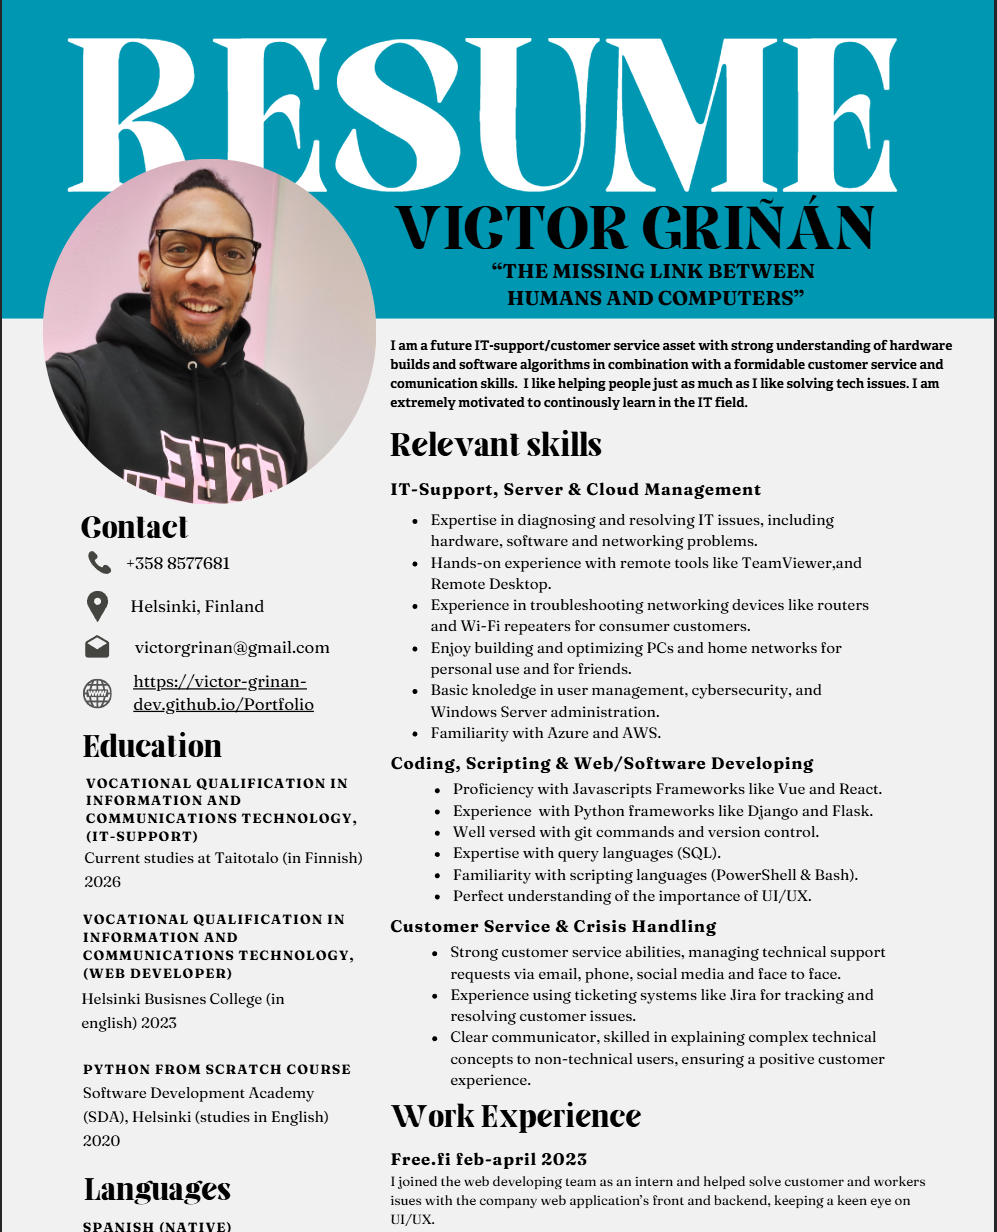 RESUME
VICTOR GRIÑÁN
“THE MISSING LINK BETWEEN
HUMANS AND COMPUTERS”
I am a future IT-support/customer service asset with strong understanding of hardware
builds and software algorithms in combination with a formidable customer service and
comunication skills. I like helping people just as much as I like solving tech issues. I am
extremely motivated to continously learn in the IT field.
FREE
Contact
+358 8577681
Helsinki, Finland
victorgrinan@gmail.com
https://victor-grinan-
dev.github.io/Portfolio
Education
VOCATIONAL QUALIFICATION IN
INFORMATION AND
COMMUNICATIONS TECHNOLOGY,
(IT-SUPPORT)
Current studies at Taitotalo (in Finnish)
2026
VOCATIONAL QUALIFICATION IN
INFORMATION AND
COMMUNICATIONS TECHNOLOGY,
(WEB DEVELOPER)
Helsinki Busisnes College (in
english) 2023
PYTHON FROM SCRATCH COURSE
Software Development Academy
(SDA), Helsinki (studies in English)
2020
Languages
SPANISH (NATIVE)
Relevant skills
IT-Support, Server & Cloud Management
• Expertise in diagnosing and resolving IT issues, including
hardware, software and networking problems.
• Hands-on experience with remote tools like TeamViewer,and
Remote Desktop.
• Experience in troubleshooting networking devices like routers
and Wi-Fi repeaters for consumer customers.
• Enjoy building and optimizing PCs and home networks for
personal use and for friends.
• Basic knoledge in user management, cybersecurity, and
Windows Server administration.
• Familiarity with Azure and AWS.
Coding, Scripting & Web/Software Developing
• Proficiency with Javascripts Frameworks like Vue and React.
• Experience with Python frameworks like Django and Flask.
• Well versed with git commands and version control.
• Expertise with query languages (SQL).
• Familiarity with scripting languages (PowerShell & Bash).
• Perfect understanding of the importance of UI/UX.
Customer Service & Crisis Handling
• Strong customer service abilities, managing technical support
requests via email, phone, social media and face to face.
• Experience using ticketing systems like Jira for tracking and
resolving customer issues.
• Clear communicator, skilled in explaining complex technical
concepts to non-technical users, ensuring a positive customer
experience.
Work Experience
Free.fi feb-april 2023
I joined the web developing team as an intern and helped solve customer and workers
isues with the company web application’s front and backend, keeping a keen eye on
UI/UX.